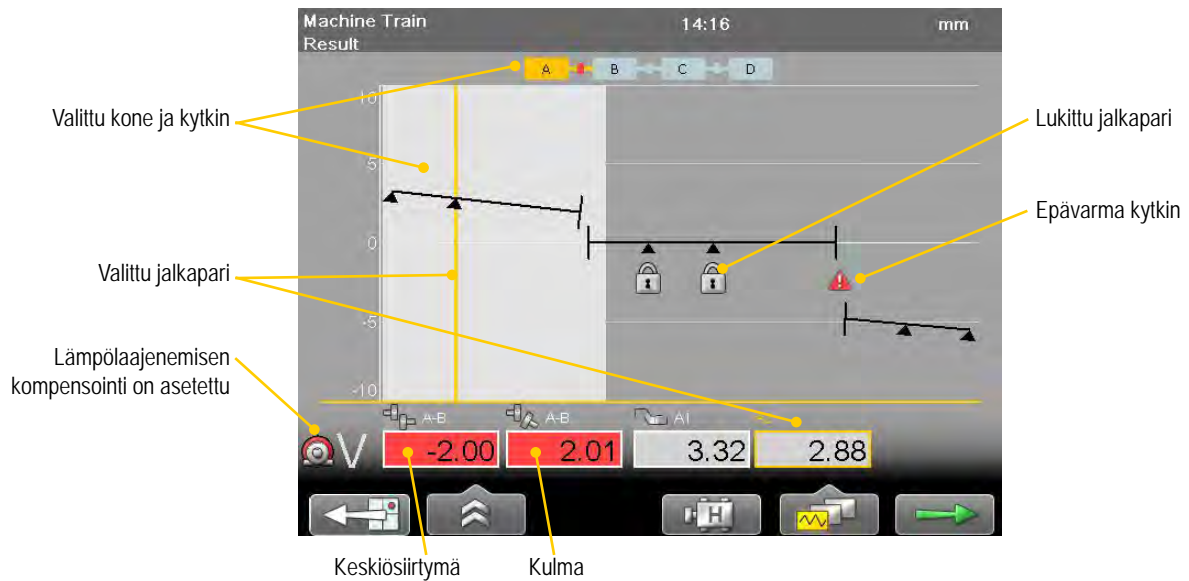 Machine Train 14:16 mm
Result
A B C D
Valittu kone ja kytkin
Lukittu jalkapari
Epävarma kytkin
Valittu jalkapari
Lämpölaajenemisen
kompensointi on asetettu
10
5
0
-5
-10
A-B A-B A1
V -2.00 2.01 3.32 2.88
H
Keskiösiirtymä Kulma